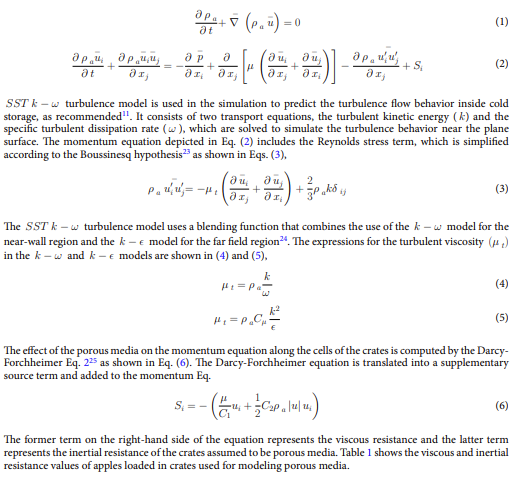 ∂ρ_a/∂t + ∇̄ (ρ_a ū) = 0 (1)
∂ρ_a ū_i/∂t + ∂ρ_a ū_i ū_j/∂x_j = − ∂p̄/∂x_i + ∂/∂x_j [ μ ( ∂ū_i/∂x_j + ∂ū_j/∂x_i ) ] − ∂ρ_a \overline{u′_i u′_j}/∂x_j + S_i (2)
SST k − ω turbulence model is used in the simulation to predict the turbulence flow behavior inside cold
storage, as recommended¹¹. It consists of two transport equations, the turbulent kinetic energy (k) and the
specific turbulent dissipation rate (ω), which are solved to simulate the turbulence behavior near the plane
surface. The momentum equation depicted in Eq. (2) includes the Reynolds stress term, which is simplified
according to the Boussinesq hypothesis²³ as shown in Eqs. (3),
ρ_a \overline{u′_i u′_j} = −μ_t ( ∂ū_i/∂x_j + ∂ū_j/∂x_i ) + 2/3 ρ_a k δ_ij (3)
The SST k − ω turbulence model uses a blending function that combines the use of the k − ω model for the
near-wall region and the k − ϵ model for the far field region²⁴. The expressions for the turbulent viscosity (μ_t)
in the k − ω and k − ϵ models are shown in (4) and (5),
μ_t = ρ_a k/ω (4)
μ_t = ρ_a C_μ k²/ϵ (5)
The effect of the porous media on the momentum equation along the cells of the crates is computed by the Darcy-
Forchheimer Eq. 2²⁵ as shown in Eq. (6). The Darcy-Forchheimer equation is translated into a supplementary
source term and added to the momentum Eq.
S_i = − ( μ/C_1 u_i + 1/2 C_2 ρ_a |u| u_i ) (6)
The former term on the right-hand side of the equation represents the viscous resistance and the latter term
represents the inertial resistance of the crates assumed to be porous media. Table 1 shows the viscous and inertial
resistance values of apples loaded in crates used for modeling porous media.